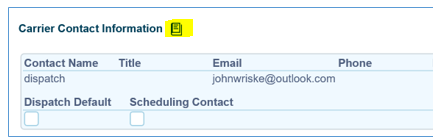 Carrier Contact Information
Contact Name Title Email Phone
dispatch johnwriske@outlook.com
Dispatch Default Scheduling Contact